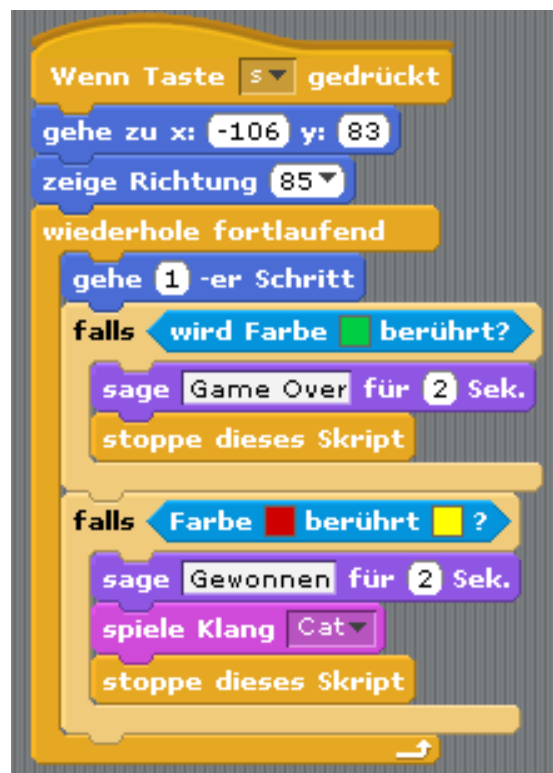 Wenn Taste s gedrückt
gehe zu x: -106 y: 83
zeige Richtung 85
wiederhole fortlaufend
gehe 1 -er Schritt
falls wird Farbe berührt?
sage Game Over für 2 Sek.
stoppe dieses Skript
falls Farbe berührt ?
sage Gewonnen für 2 Sek.
spiele Klang Cat
stoppe dieses Skript